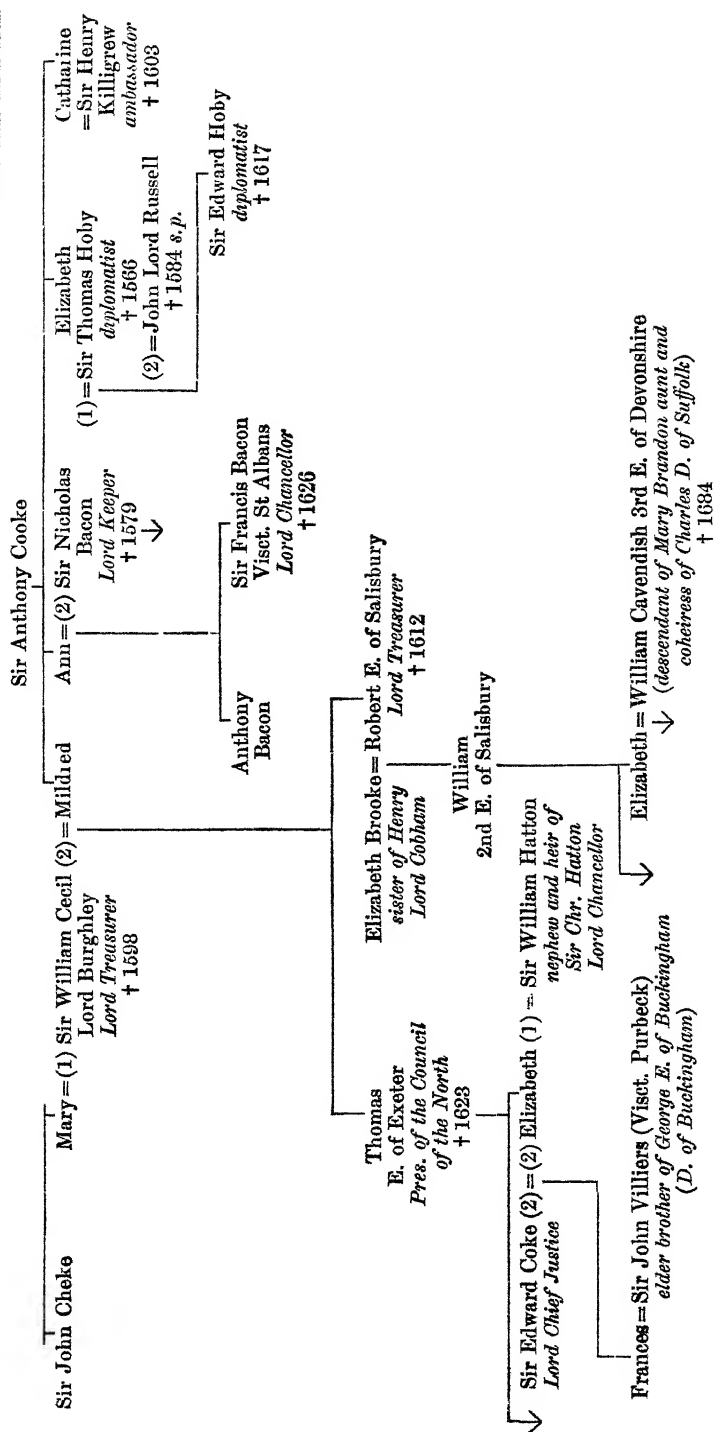 Sir Anthony Cooke
Sir John Cheke
Mary = (1) Sir William Cecil (2) = Mildred
Lord Burghley
Lord Treasurer
† 1598
Ann = (2) Sir Nicholas
Bacon
Lord Keeper
† 1579
Elizabeth
(1) = Sir Thomas Hoby
diplomatist
† 1566
(2) = John Lord Russell
† 1584 s.p.
Catharine
= Sir Henry
Killigrew
ambassador
† 1603
Anthony
Bacon
Sir Francis Bacon
Visct. St Albans
Lord Chancellor
† 1626
Sir Edward Hoby
diplomatist
† 1617
Thomas
E. of Exeter
Pres. of the Council
of the North
† 1623
Elizabeth Brooke = Robert E. of Salisbury
sister of Henry
Lord Cobham
Lord Treasurer
† 1612
William
2nd E. of Salisbury
Sir Edward Coke (2) = (2) Elizabeth (1) = Sir William Hatton
Lord Chief Justice
nephew and heir of
Sir Chr. Hatton
Lord Chancellor
Frances = Sir John Villiers (Visct. Purbeck)
elder brother of George E. of Buckingham
(D. of Buckingham)
Elizabeth = William Cavendish 3rd E. of Devonshire
(descendant of Mary Brandon aunt and
coheiress of Charles D. of Suffolk)
† 1684